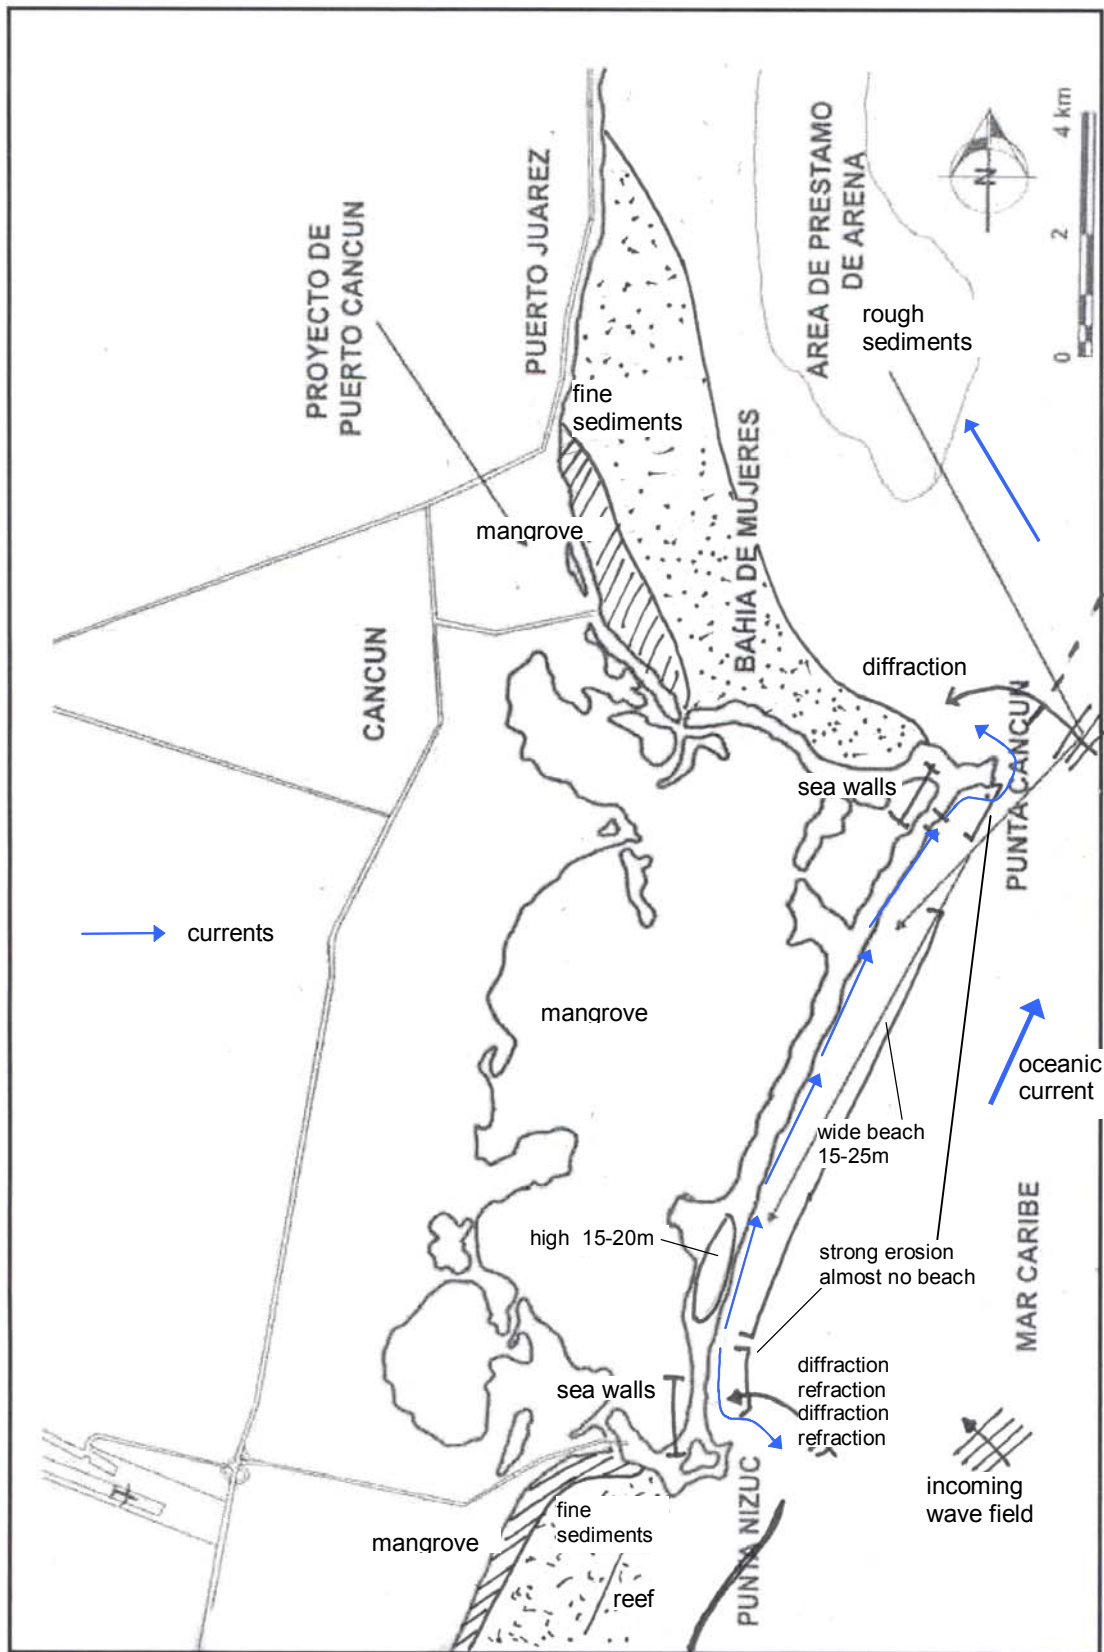 PROYECTO DE
PUERTO CANCUN
PUERTO JUAREZ
AREA DE PRESTAMO
DE ARENA
N
0 2 4 km
rough
sediments
fine
sediments
mangrove
BAHIA DE MUJERES
CANCUN
diffraction
PUNTA CANCUN
sea walls
currents
mangrove
oceanic
current
wide beach
15-25m
MAR CARIBE
high 15-20m
strong erosion
almost no beach
diffraction
refraction
diffraction
refraction
sea walls
PUNTA NIZUC
incoming
wave field
fine
sediments
mangrove
reef